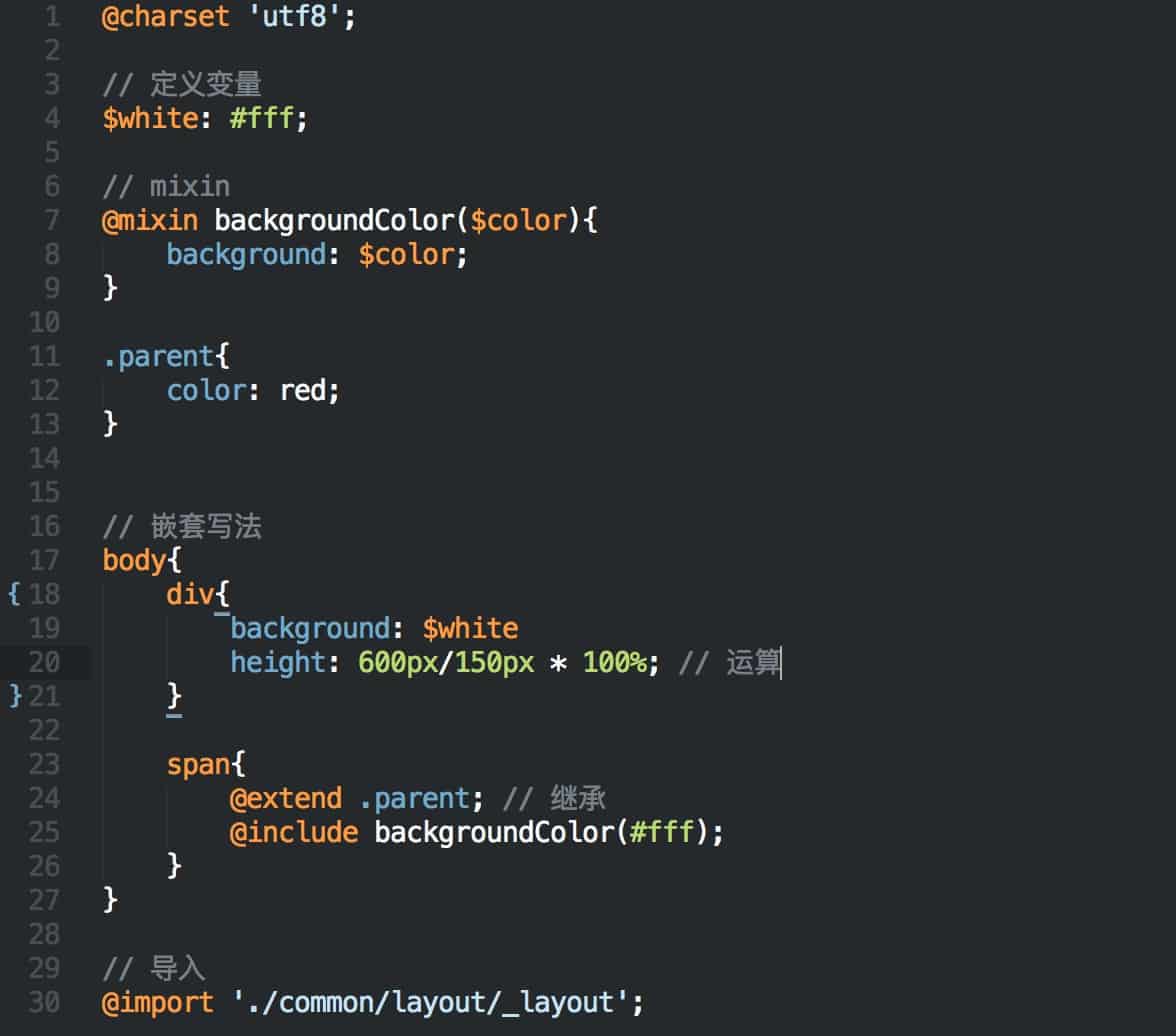 1 @charset 'utf8';
2
3 // 定义变量
4 $white: #fff;
5
6 // mixin
7 @mixin backgroundColor($color){
8 background: $color;
9 }
10
11 .parent{
12 color: red;
13 }
14
15
16 // 嵌套写法
17 body{
{ 18 div{
19 background: $white
20 height: 600px/150px * 100%; // 运算
} 21 }
22
23 span{
24 @extend .parent; // 继承
25 @include backgroundColor(#fff);
26 }
27 }
28
29 // 导入
30 @import './common/layout/_layout';